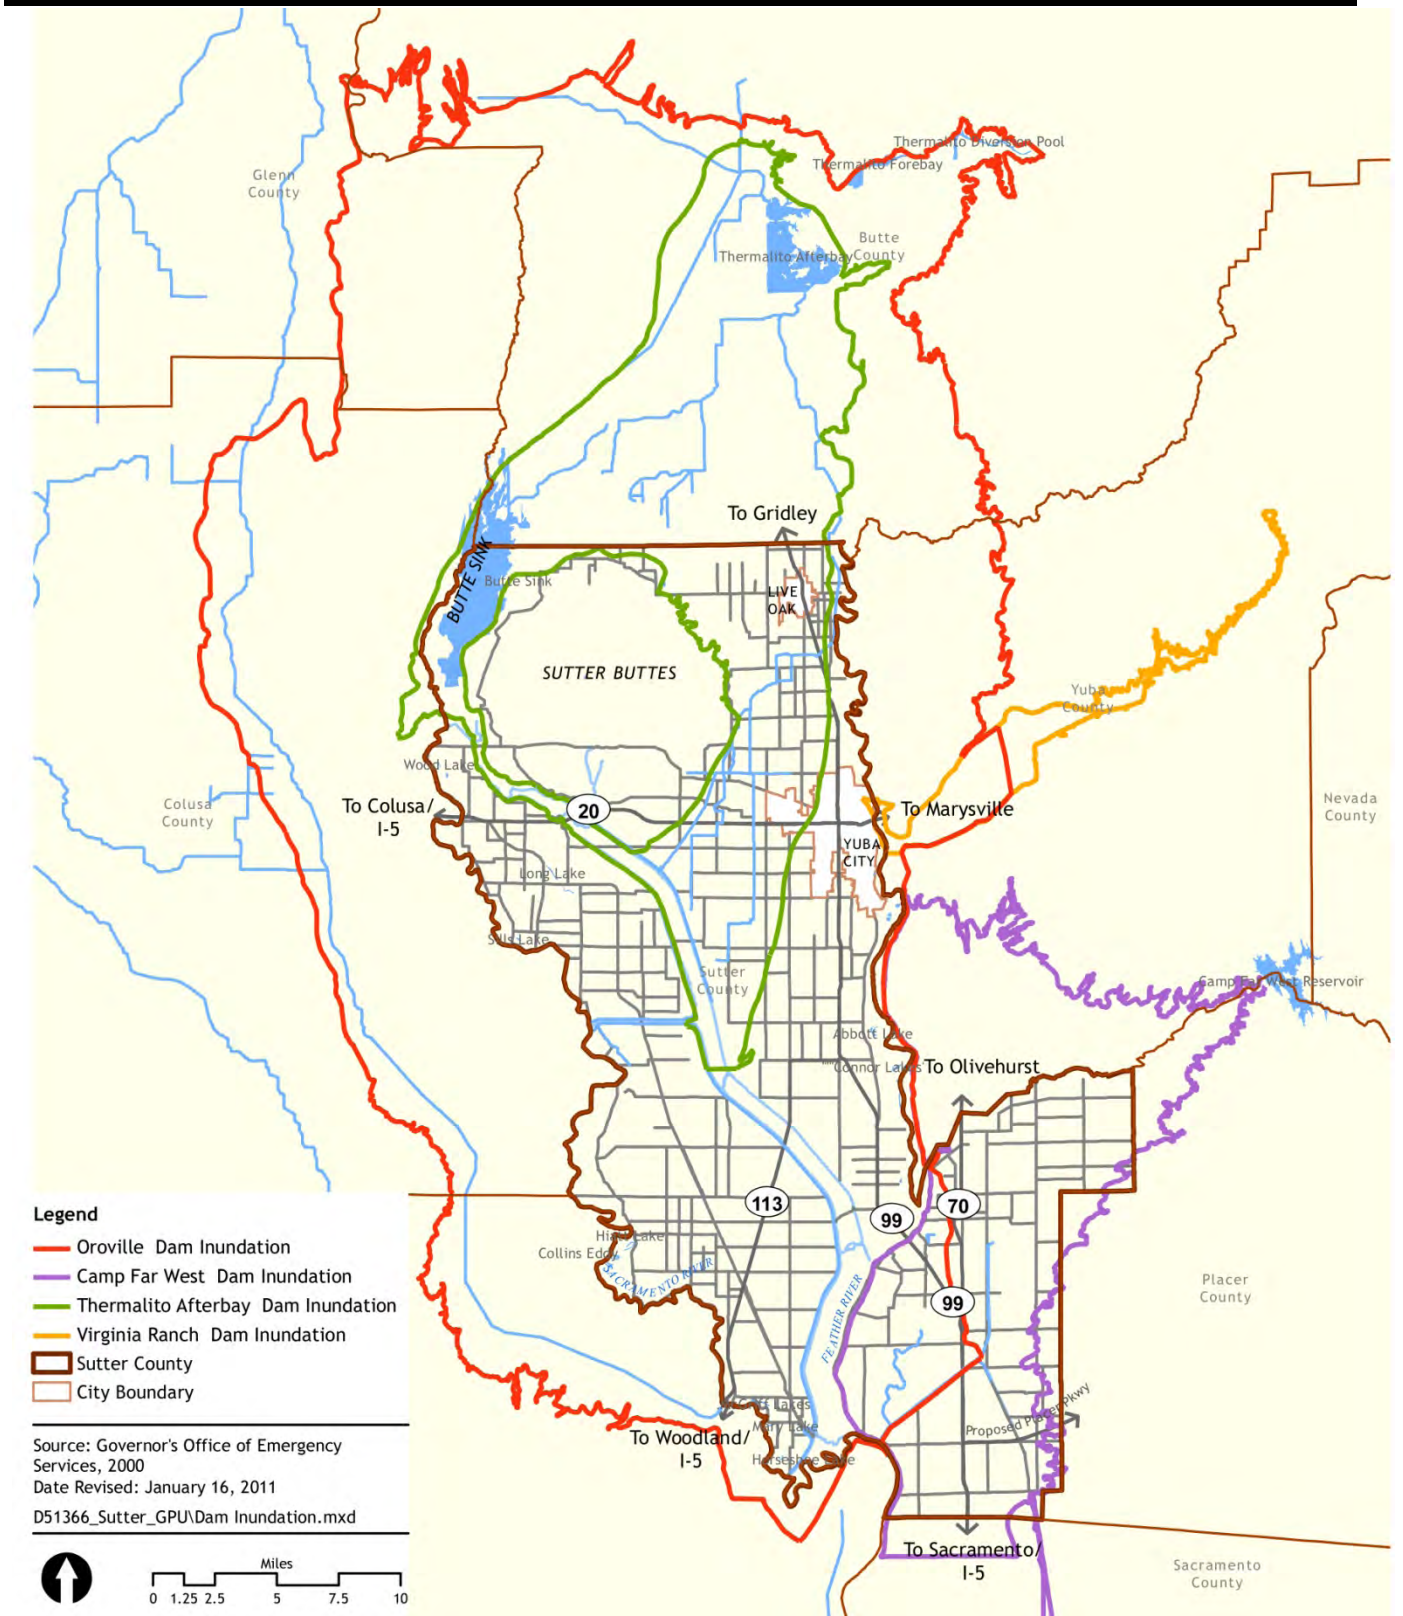 Thermalito Diversion Pool
Thermalito Forebay
Glenn
County
Butte
County
Thermalito Afterbay
To Gridley
BUTTE SINK
Butte Sink
LIVE
OAK
SUTTER BUTTES
Yuba
County
Wood Lake
To Colusa/
I-5
20
To Marysville
Colusa
County
Nevada
County
YUBA
CITY
Long Lake
Sills Lake
Sutter
County
Camp Far West Reservoir
Abbott Lake
Connor Lakes
To Olivehurst
113
99
70
Hiatt Lake
Collins Eddy
SACRAMENTO RIVER
FEATHER RIVER
99
Placer
County
Proposed Placer Pkwy
Lakes
Mary Lake
To Woodland/
I-5
Horseshoe Lake
To Sacramento/
I-5
Sacramento
County
Legend
Oroville Dam Inundation
Camp Far West Dam Inundation
Thermalito Afterbay Dam Inundation
Virginia Ranch Dam Inundation
Sutter County
City Boundary
Source: Governor's Office of Emergency
Services, 2000
Date Revised: January 16, 2011
D51366_Sutter_GPU\Dam Inundation.mxd
Miles
0 1.25 2.5 5 7.5 10